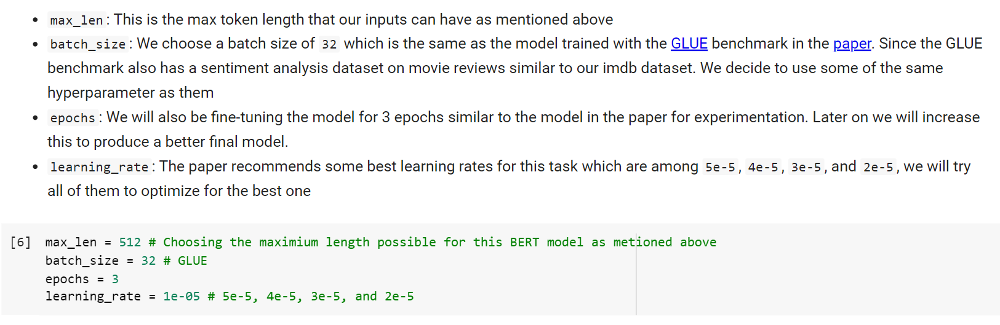 • max_len: This is the max token length that our inputs can have as mentioned above
• batch_size: We choose a batch size of 32 which is the same as the model trained with the GLUE benchmark in the paper. Since the GLUE
benchmark also has a sentiment analysis dataset on movie reviews similar to our imdb dataset. We decide to use some of the same
hyperparameter as them
• epochs: We will also be fine-tuning the model for 3 epochs similar to the model in the paper for experimentation. Later on we will increase
this to produce a better final model.
• learning_rate: The paper recommends some best learning rates for this task which are among 5e-5, 4e-5, 3e-5, and 2e-5, we will try
all of them to optimize for the best one
[6] max_len = 512 # Choosing the maximium length possible for this BERT model as metioned above
batch_size = 32 # GLUE
epochs = 3
learning_rate = 1e-05 # 5e-5, 4e-5, 3e-5, and 2e-5